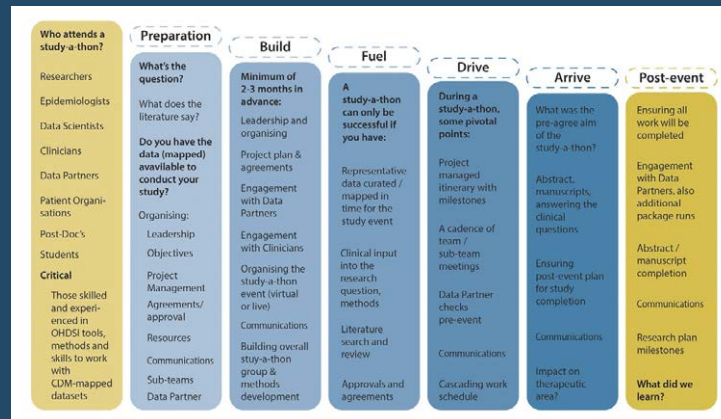 Who attends a
study-a-thon?
Researchers
Epidemiologists
Data Scientists
Clinicians
Data Partners
Patient Organi-
sations
Post-Doc's
Students
Critical
Those skilled
and experi-
enced in
OHDSI tools,
methods and
skills to work
with
CDM-mapped
datasets
Preparation
What's the
question?
What does the
literature say?
Do you have the
data (mapped)
available to
conduct your
study?
Organising:
Leadership
Objectives
Project
Management
Agreements/
approval
Resources
Communications
Sub-teams
Data Partner
Build
Minimum of
2-3 months in
advance:
Leadership and
organising
Project plan &
agreements
Engagement
with Data
Partners
Engagement
with Clinicians
Organising the
study-a-thon
event (virtual
or live)
Communications
Building overall
stuy-a-thon
group &
methods
development
Fuel
A
study-a-thon
can only be
successful if
you have:
Representative
data curated /
mapped in
time for the
study event
Clinical input
into the
research
question,
methods
Literature
search and
review
Approvals and
agreements
Drive
During a
study-a-thon,
some pivotal
points:
Project
managed
itinerary with
milestones
A cadence of
team /
sub-team
meetings
Data Partner
checks
pre-event
Communications
Cascading work
schedule
Arrive
What was the
pre-agree aim
of the
study-a-thon?
Abstract,
manuscripts,
answering the
clinical
questions
Ensuring
post-event plan
for study
completion
Communications
Impact on
therapeutic
area?
Post-event
Ensuring all
work will be
completed
Engagement
with Data
Partners, also
additional
package runs
Abstract /
manuscript
completion
Communications
Research plan
milestones
What did we
learn?